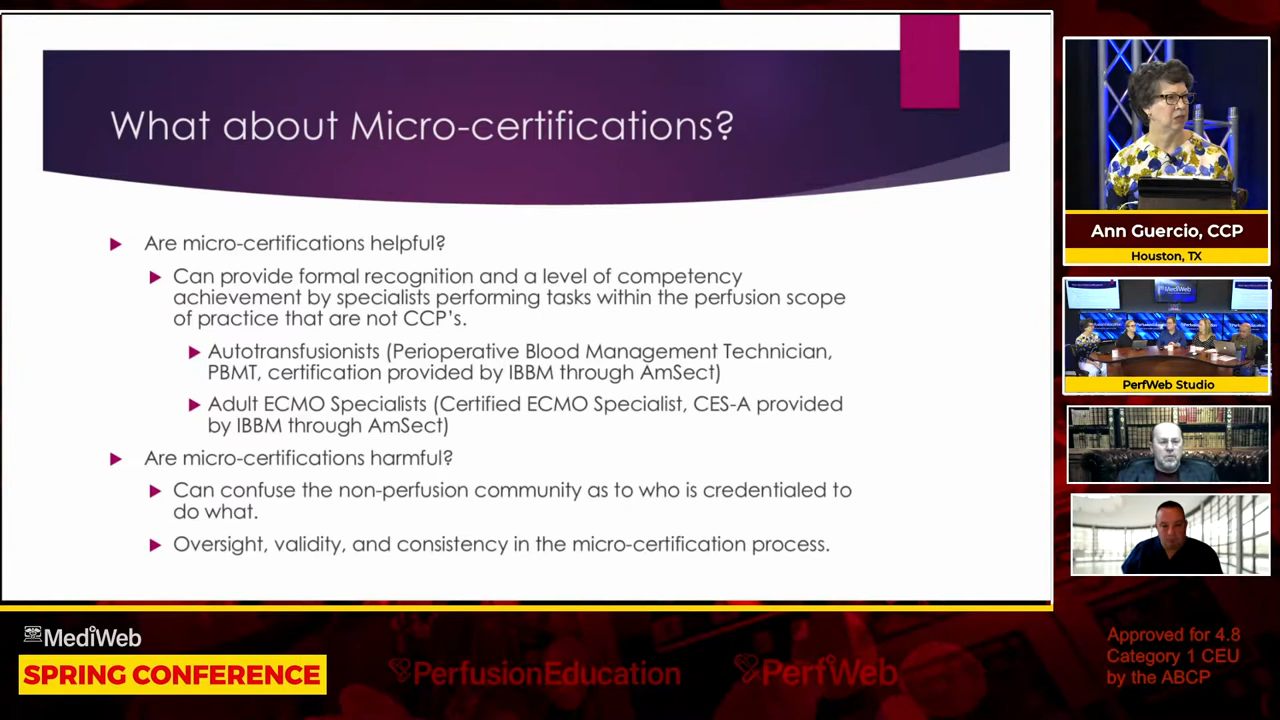 What about Micro-certifications?
Are micro-certifications helpful?
Can provide formal recognition and a level of competency
achievement by specialists performing tasks within the perfusion scope
of practice that are not CCP's.
Autotransfusionists (Perioperative Blood Management Technician,
PBMT, certification provided by IBBM through AmSect)
Adult ECMO Specialists (Certified ECMO Specialist, CES-A provided
by IBBM through AmSect)
Are micro-certifications harmful?
Can confuse the non-perfusion community as to who is credentialed to
do what.
Oversight, validity, and consistency in the micro-certification process.
Ann Guercio, CCP
Houston, TX
MediWeb
PerfWeb Studio
MediWeb
SPRING CONFERENCE
PerfusionEducation
PerfWeb
Approved for 4.8
Category 1 CEU
by the ABCP